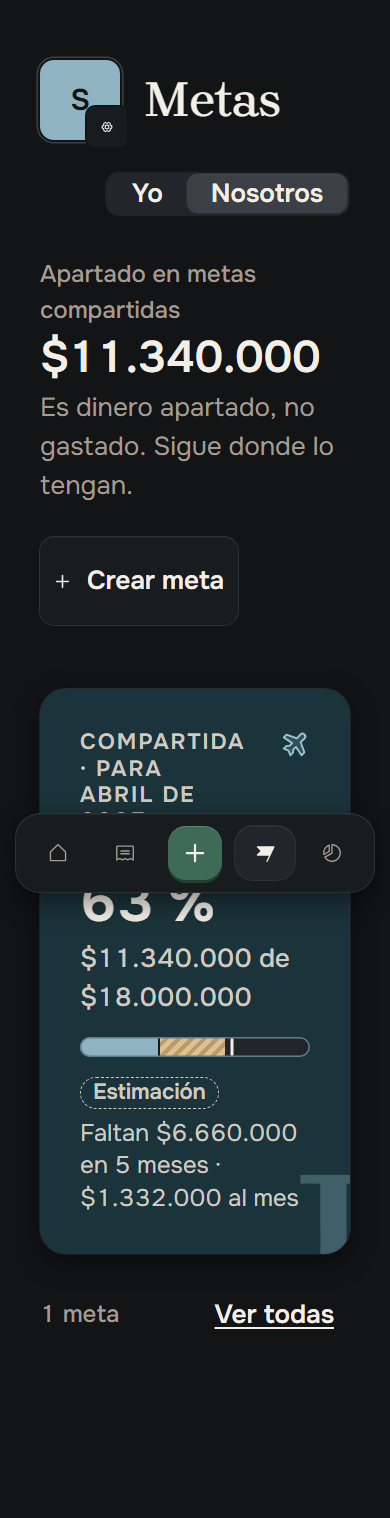 S
Metas
Yo
Nosotros
Apartado en metas
compartidas
$11.340.000
Es dinero apartado, no
gastado. Sigue donde lo
tengan.
+ Crear meta
COMPARTIDA
· PARA
ABRIL DE
63 %
$11.340.000 de
$18.000.000
Estimación
Faltan $6.660.000
en 5 meses ·
$1.332.000 al mes
1 meta
Ver todas